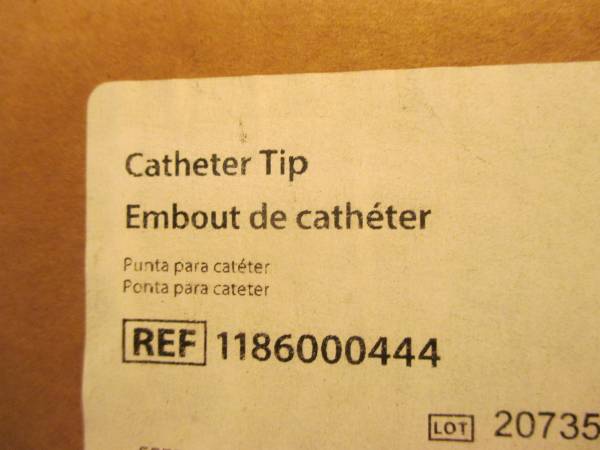 Catheter Tip
Embout de cathéter
Punta para catéter
Ponta para cateter
REF 1186000444
LOT 20735